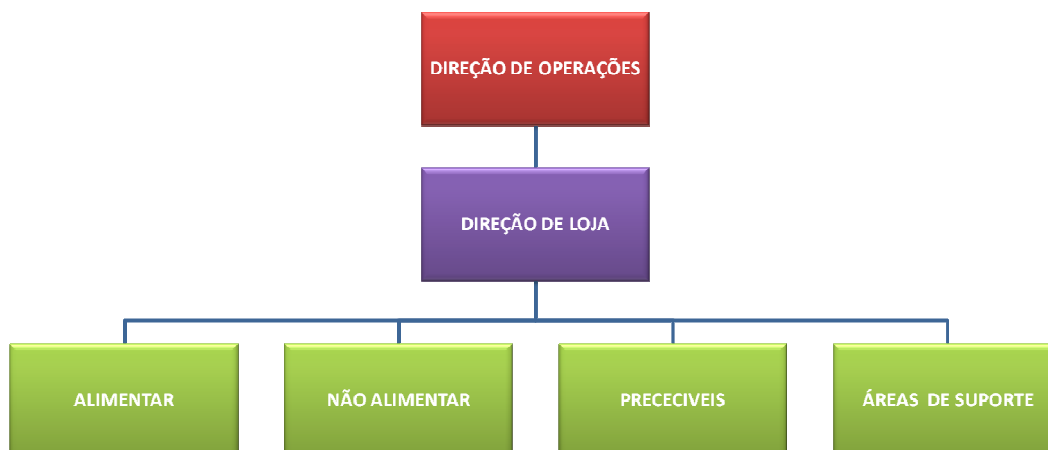 DIREÇÃO DE OPERAÇÕES
DIREÇÃO DE LOJA
ALIMENTAR
NÃO ALIMENTAR
PRECECIVEIS
ÁREAS DE SUPORTE